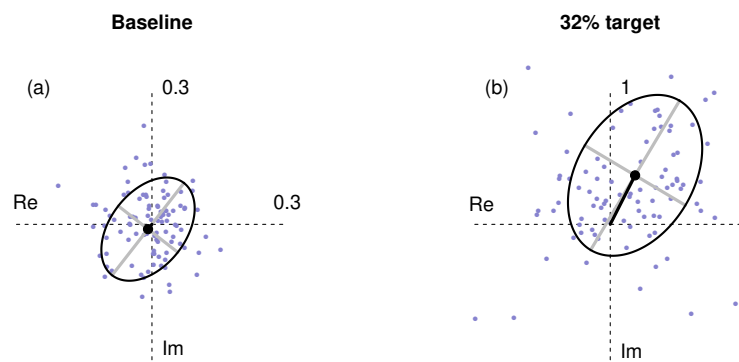 Baseline
32% target
(a)
0.3
(b)
1
Re
0.3
Re
Im
Im